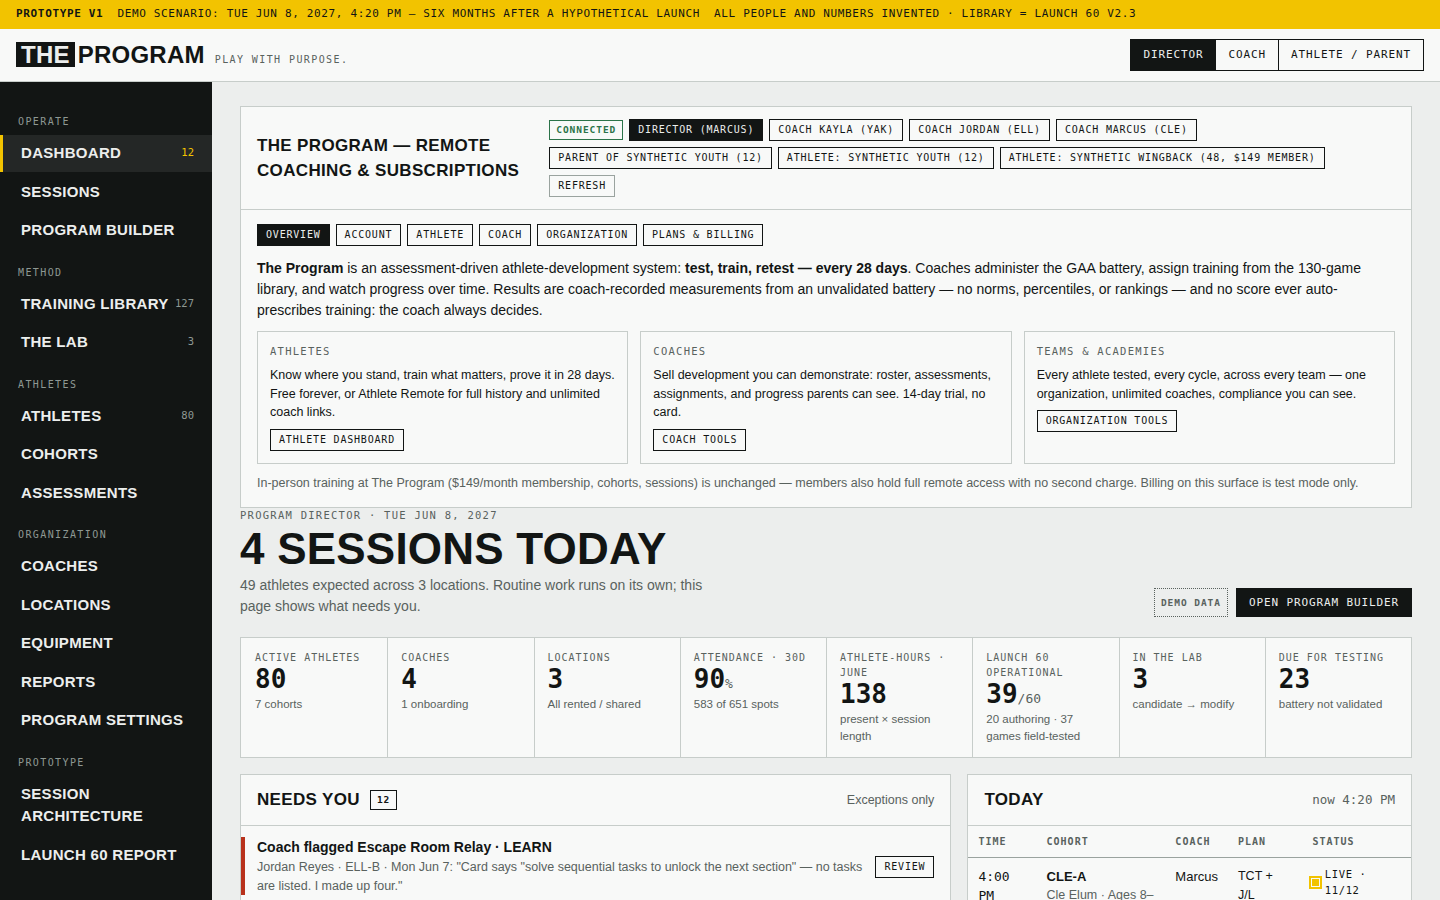 PROTOTYPE V1 DEMO SCENARIO: TUE JUN 8, 2027, 4:20 PM — SIX MONTHS AFTER A HYPOTHETICAL LAUNCH ALL PEOPLE AND NUMBERS INVENTED · LIBRARY = LAUNCH 60 V2.3
THE PROGRAM PLAY WITH PURPOSE.
DIRECTOR COACH ATHLETE / PARENT
OPERATE
DASHBOARD 12
SESSIONS
PROGRAM BUILDER
METHOD
TRAINING LIBRARY 127
THE LAB 3
ATHLETES
ATHLETES 80
COHORTS
ASSESSMENTS
ORGANIZATION
COACHES
LOCATIONS
EQUIPMENT
REPORTS
PROGRAM SETTINGS
PROTOTYPE
SESSION
ARCHITECTURE
LAUNCH 60 REPORT
THE PROGRAM — REMOTE
COACHING & SUBSCRIPTIONS
CONNECTED DIRECTOR (MARCUS) COACH KAYLA (YAK) COACH JORDAN (ELL) COACH MARCUS (CLE)
PARENT OF SYNTHETIC YOUTH (12) ATHLETE: SYNTHETIC YOUTH (12) ATHLETE: SYNTHETIC WINGBACK (48, $149 MEMBER)
REFRESH
OVERVIEW ACCOUNT ATHLETE COACH ORGANIZATION PLANS & BILLING
The Program is an assessment-driven athlete-development system: test, train, retest — every 28 days. Coaches administer the GAA battery, assign training from the 130-game
library, and watch progress over time. Results are coach-recorded measurements from an unvalidated battery — no norms, percentiles, or rankings — and no score ever auto-
prescribes training: the coach always decides.
ATHLETES
Know where you stand, train what matters, prove it in 28 days.
Free forever, or Athlete Remote for full history and unlimited
coach links.
ATHLETE DASHBOARD
COACHES
Sell development you can demonstrate: roster, assessments,
assignments, and progress parents can see. 14-day trial, no
card.
COACH TOOLS
TEAMS & ACADEMIES
Every athlete tested, every cycle, across every team — one
organization, unlimited coaches, compliance you can see.
ORGANIZATION TOOLS
In-person training at The Program ($149/month membership, cohorts, sessions) is unchanged — members also hold full remote access with no second charge. Billing on this surface is test mode only.
PROGRAM DIRECTOR · TUE JUN 8, 2027
4 SESSIONS TODAY
49 athletes expected across 3 locations. Routine work runs on its own; this
page shows what needs you.
DEMO DATA OPEN PROGRAM BUILDER
ACTIVE ATHLETES
80
7 cohorts
COACHES
4
1 onboarding
LOCATIONS
3
All rented / shared
ATTENDANCE · 30D
90%
583 of 651 spots
ATHLETE-HOURS ·
JUNE
138
present × session
length
LAUNCH 60
OPERATIONAL
39/60
20 authoring · 37
games field-tested
IN THE LAB
3
candidate → modify
DUE FOR TESTING
23
battery not validated
NEEDS YOU 12 Exceptions only
Coach flagged Escape Room Relay · LEARN
Jordan Reyes · ELL-B · Mon Jun 7: "Card says "solve sequential tasks to unlock the next section" — no tasks
are listed. I made up four."
REVIEW
TODAY now 4:20 PM
TIME COHORT COACH PLAN STATUS
4:00
PM
CLE-A
Cle Elum · Ages 8–
Marcus
TCT +
J/L
LIVE ·
11/12